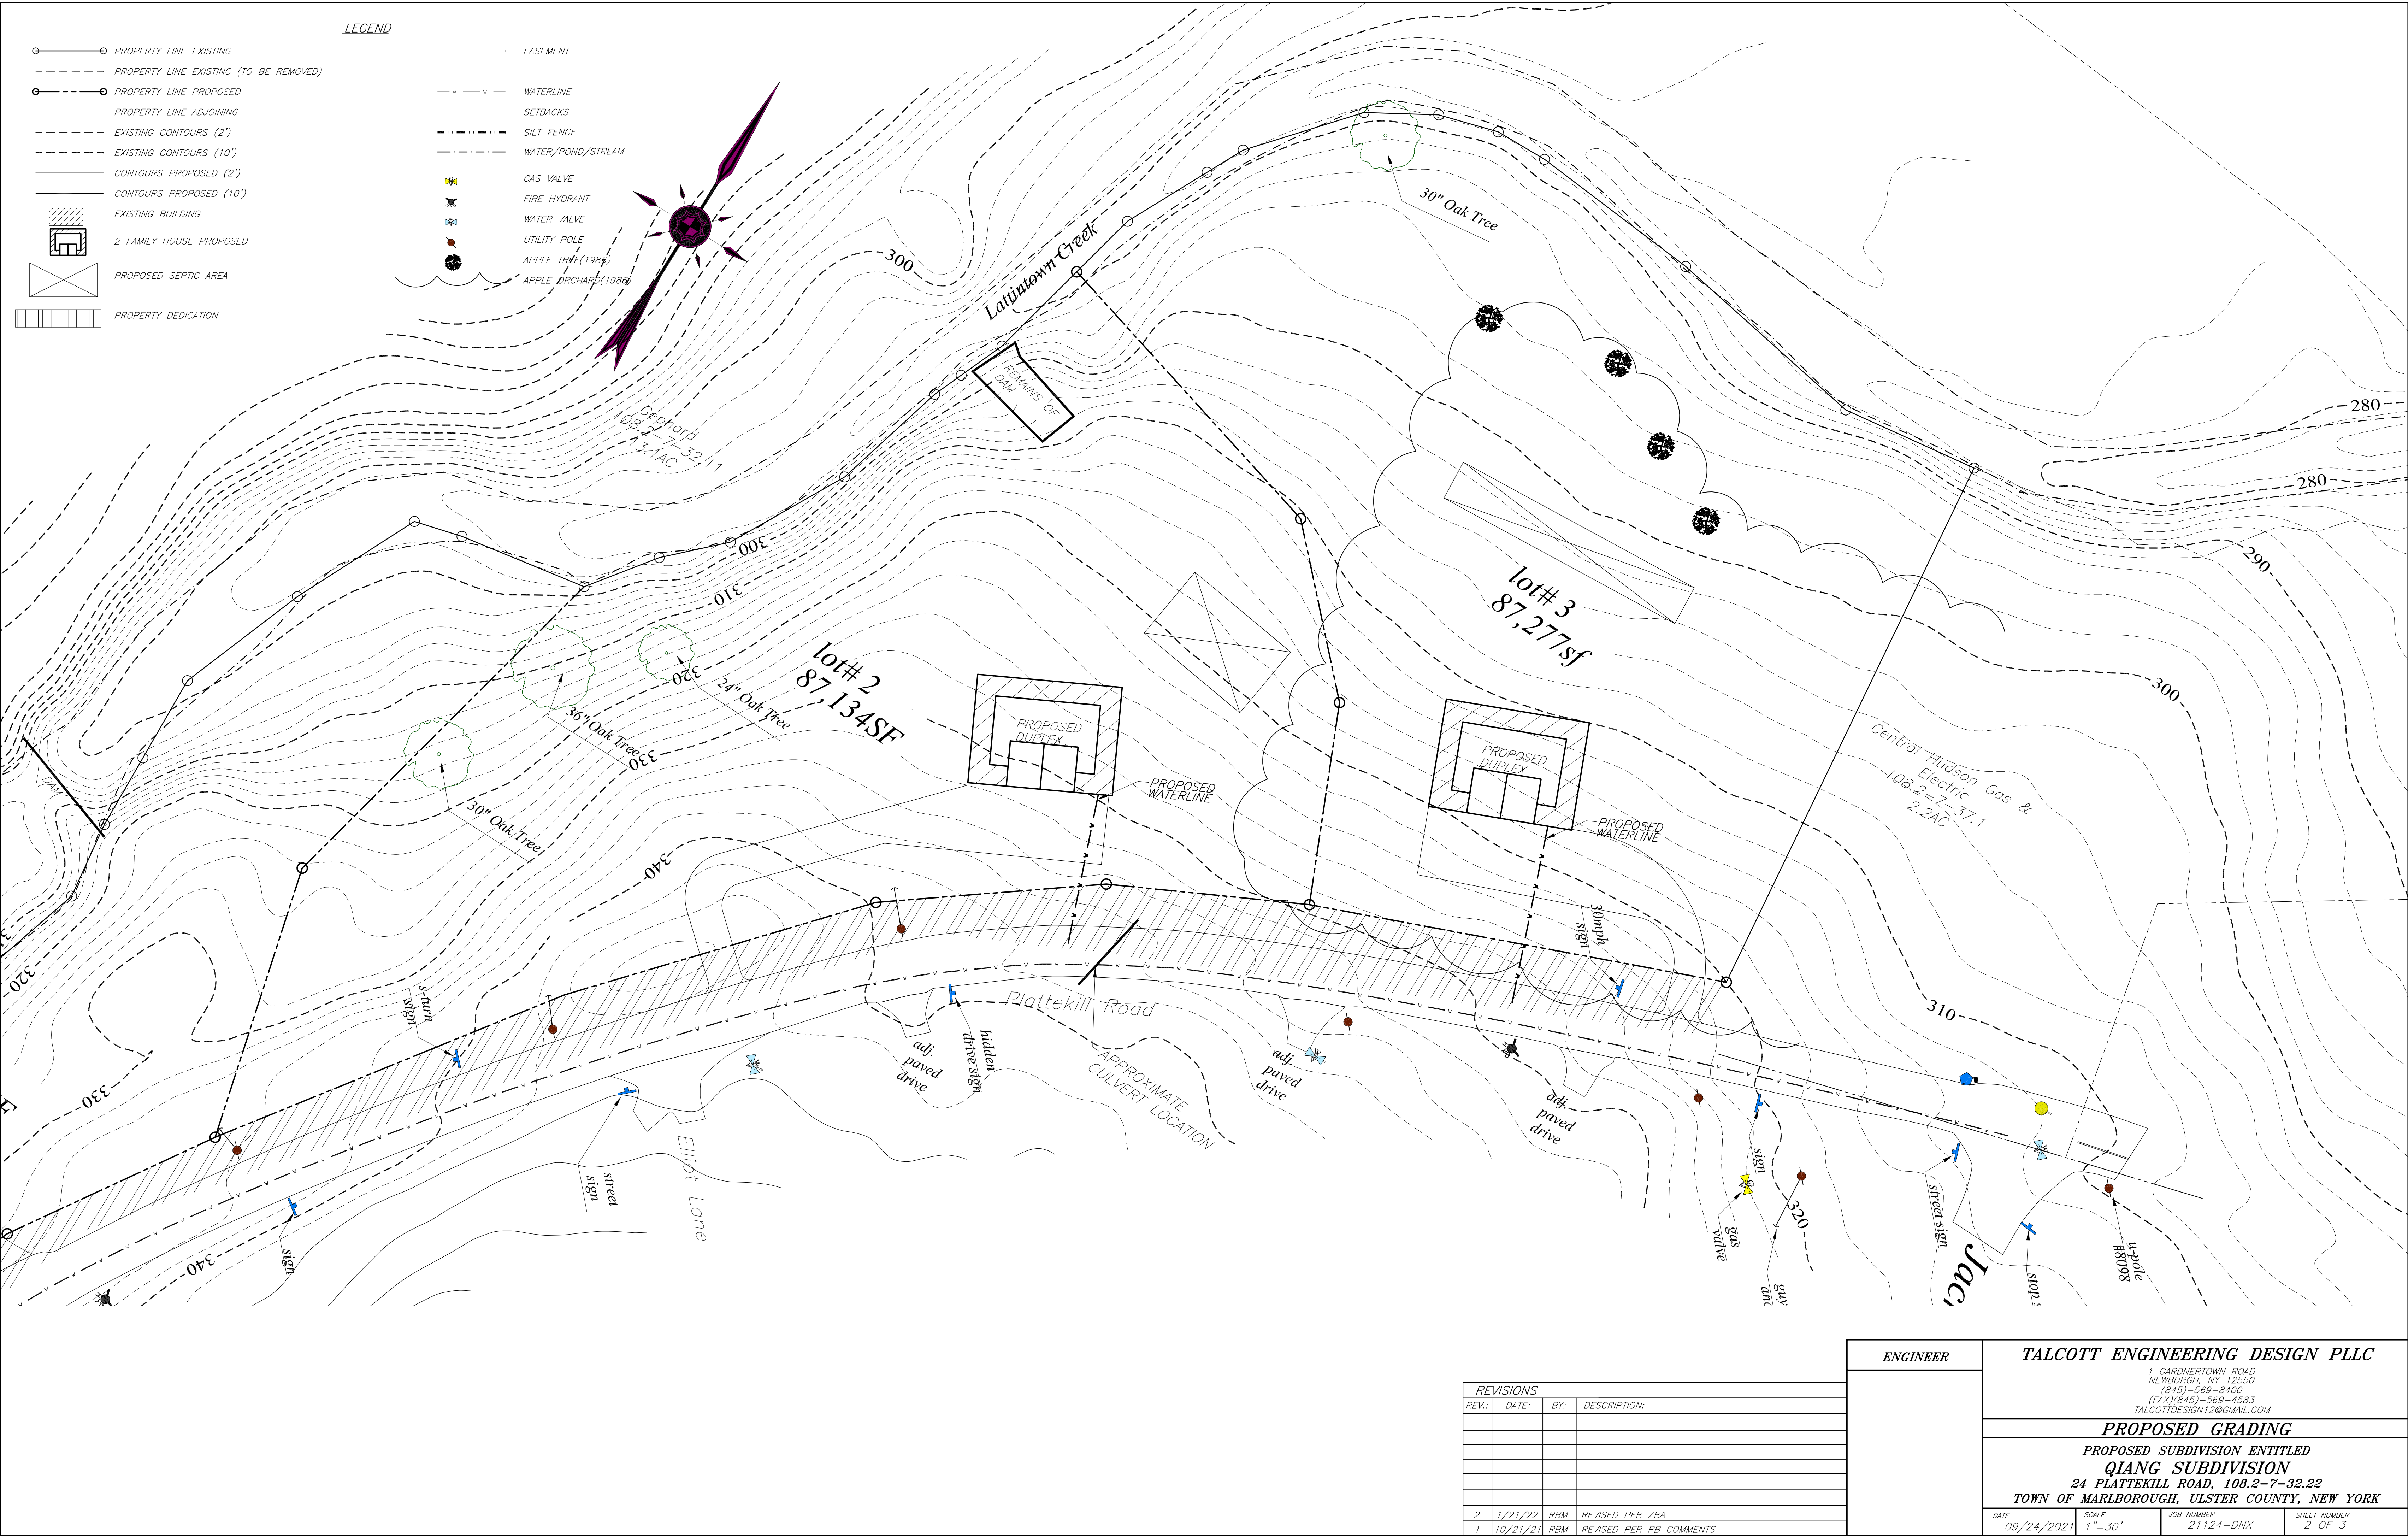 LEGEND
PROPERTY LINE EXISTING
PROPERTY LINE EXISTING (TO BE REMOVED)
PROPERTY LINE PROPOSED
PROPERTY LINE ADJOINING
EXISTING CONTOURS (2')
EXISTING CONTOURS (10')
CONTOURS PROPOSED (2')
CONTOURS PROPOSED (10')
EXISTING BUILDING
2 FAMILY HOUSE PROPOSED
PROPOSED SEPTIC AREA
PROPERTY DEDICATION
EASEMENT
WATERLINE
SETBACKS
SILT FENCE
WATER/POND/STREAM
GAS VALVE
FIRE HYDRANT
WATER VALVE
UTILITY POLE
APPLE TREE(1986)
APPLE ORCHARD(1986)
300
Lattintown Creek
30" Oak Tree
REMAINS OF
DAM
Gephard
108.2-7-32.11
13.1AC
280
280
290
300
310
300
310
320
330
340
lot# 2
87,134SF
lot# 3
87,277sf
24" Oak Tree
36" Oak Tree
30" Oak Tree
DAM
PROPOSED
DUPLEX
PROPOSED
WATERLINE
PROPOSED
DUPLEX
PROPOSED
WATERLINE
Central Hudson Gas &
Electric
108.2-7-37.1
2.2AC
320
330
340
s-turn
sign
30mph
sign
Plattekill Road
hidden
drive sign
adj.
paved
drive
APPROXIMATE
CULVERT LOCATION
adj.
paved
drive
adj.
paved
drive
street
sign
Elliot Lane
sign
sign
gas
valve
guy
320
street sign
Jac
stop s
u-pole
#8098
REVISIONS
REV.: DATE: BY: DESCRIPTION:
2 1/21/22 RBM REVISED PER ZBA
1 10/21/21 RBM REVISED PER PB COMMENTS
ENGINEER
TALCOTT ENGINEERING DESIGN PLLC
1 GARDNERTOWN ROAD
NEWBURGH, NY 12550
(845)-569-8400
(FAX)(845)-569-4583
TALCOTTDESIGN12@GMAIL.COM
PROPOSED GRADING
PROPOSED SUBDIVISION ENTITLED
QIANG SUBDIVISION
24 PLATTEKILL ROAD, 108.2-7-32.22
TOWN OF MARLBOROUGH, ULSTER COUNTY, NEW YORK
DATE SCALE JOB NUMBER SHEET NUMBER
09/24/2021 1"=30' 21124-DNX 2 OF 3